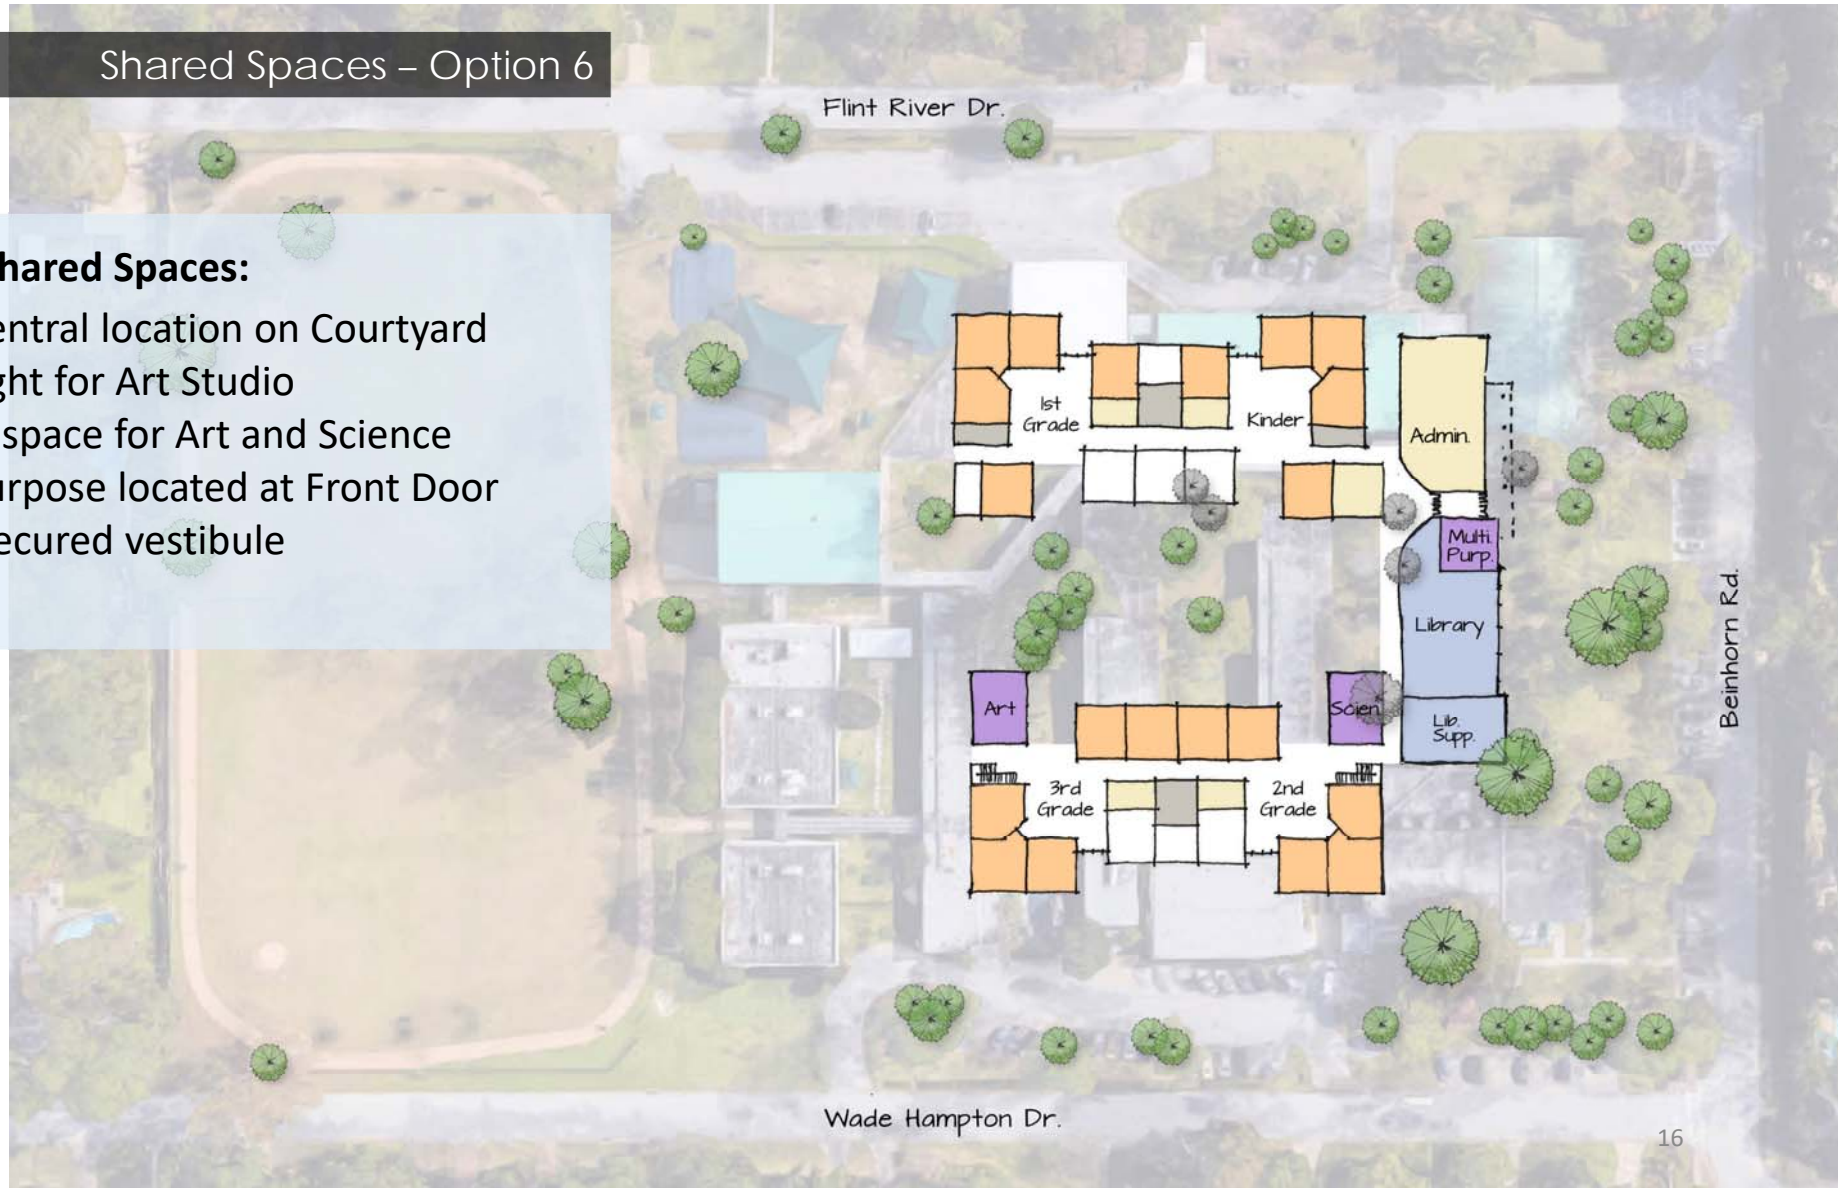 Shared Spaces – Option 6
Flint River Dr.
hared Spaces:
entral location on Courtyard
ght for Art Studio
space for Art and Science
urpose located at Front Door
ecured vestibule
1st
Grade
Kinder
Admin.
Multi.
Purp.
Library
Beinhorn Rd.
Art
Scien.
Lib.
Supp.
3rd
Grade
2nd
Grade
Wade Hampton Dr.
16